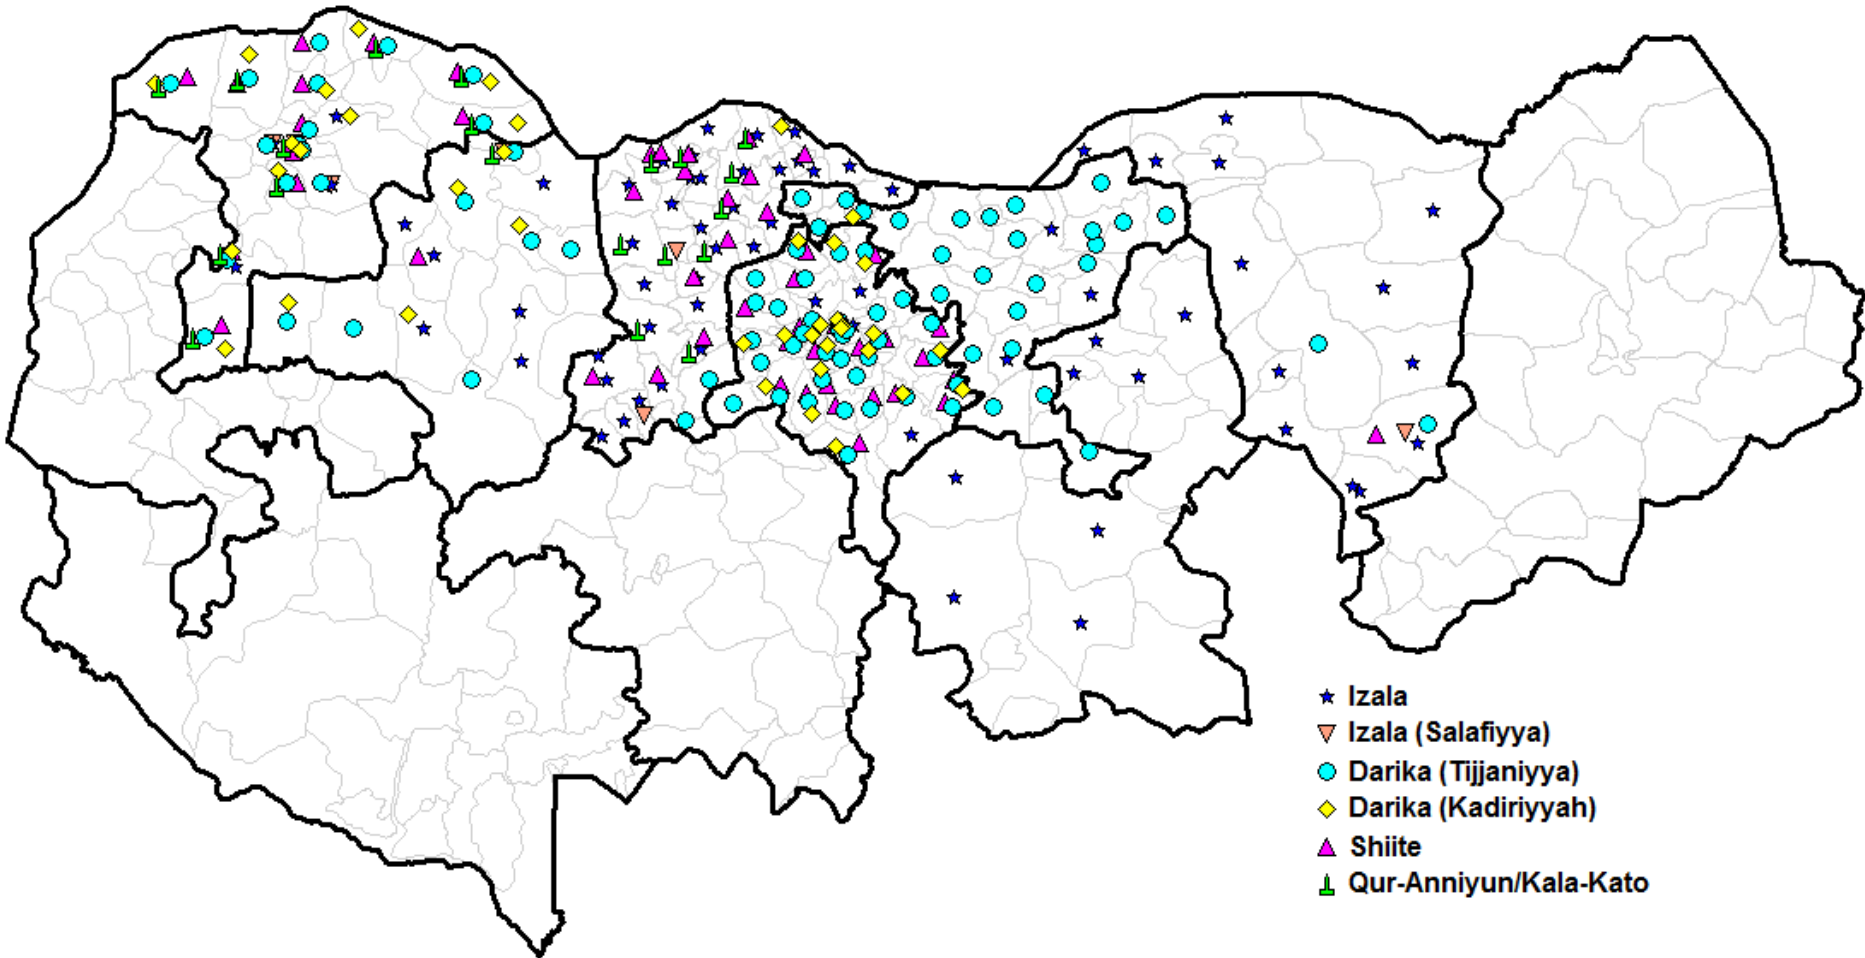 Izala
Izala (Salafiyya)
Darika (Tijjaniyya)
Darika (Kadiriyyah)
Shiite
Qur-Anniyun/Kala-Kato